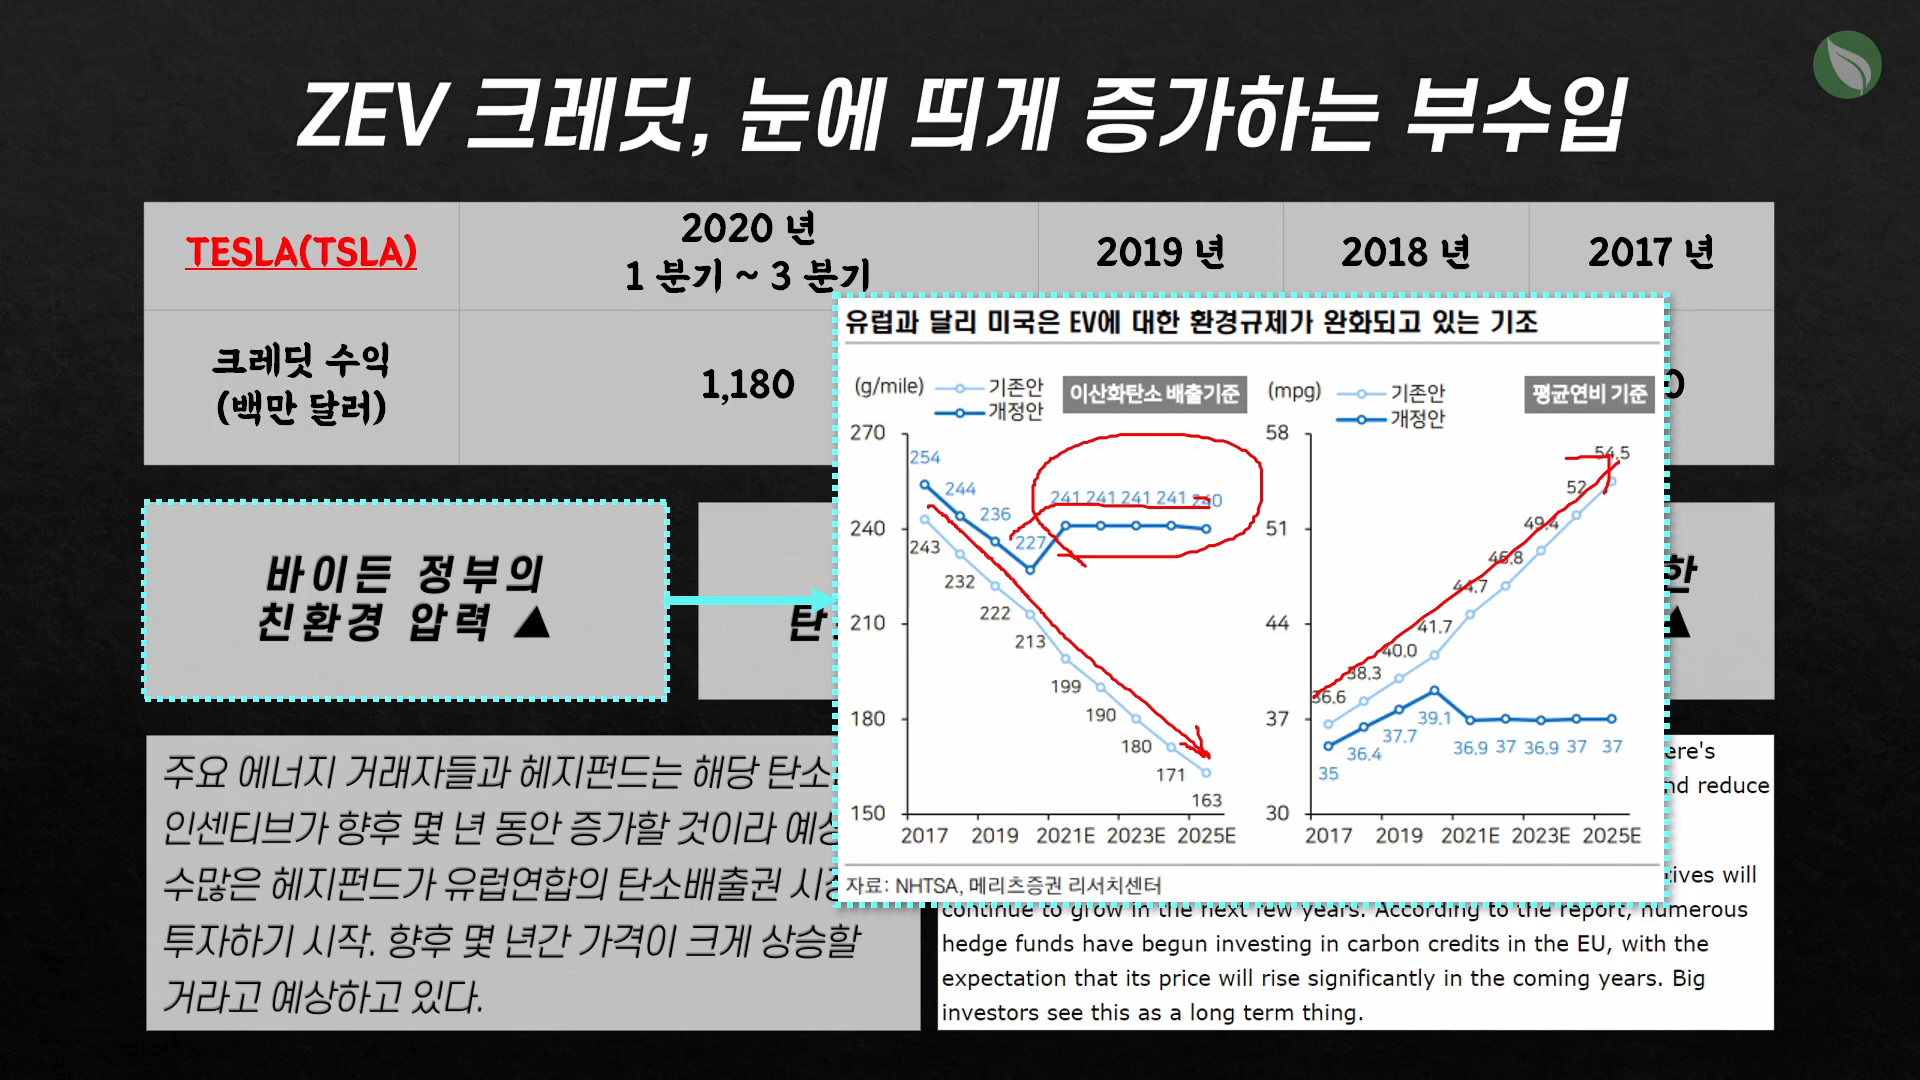 ZEV 크레딧, 눈에 띄게 증가하는 부수입
TESLA(TSLA)
2020 년
1 분기 ~ 3 분기
2019 년
2018 년
2017 년
크레딧 수익
(백만 달러)
1,180
바이든 정부의
친환경 압력 ▲
유럽과 달리 미국은 EV에 대한 환경규제가 완화되고 있는 기조
(g/mile)
기존안
개정안
이산화탄소 배출기준
270
240
210
180
150
254
244
236
227
241 241 241 241 240
243
232
222
213
199
190
180
171
163
2017 2019 2021E 2023E 2025E
(mpg)
기존안
개정안
평균연비 기준
58
51
44
37
30
36.6
38.3
40.0
41.7
44.7
46.8
49.4
52
54.5
35
36.4
37.7
39.1
36.9 37 36.9 37 37
2017 2019 2021E 2023E 2025E
자료: NHTSA, 메리츠증권 리서치센터
주요 에너지 거래자들과 헤지펀드는 해당 탄소
인센티브가 향후 몇 년 동안 증가할 것이라
수많은 헤지펀드가 유럽연합의 탄소배출권
투자하기 시작. 향후 몇 년간 가격이 크게 상승할
거라고 예상하고 있다.
reduce
will
continue to grow in the next few years. According to the report, numerous
hedge funds have begun investing in carbon credits in the EU, with the
expectation that its price will rise significantly in the coming years. Big
investors see this as a long term thing.